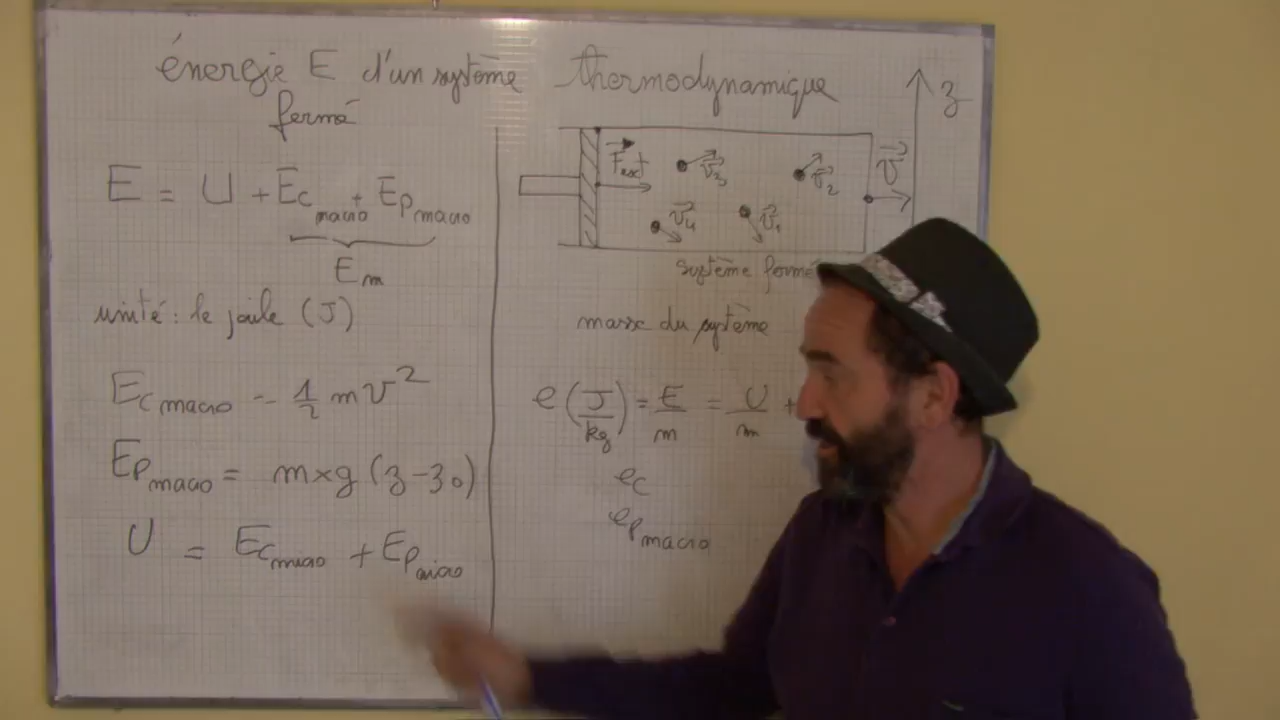 énergie E d'un système thermodynamique
fermé
E = U + Ec macro + Ep macro
Em
unité : le joule (J)
Ec macro = 1/2 mv²
Ep macro = m×g (z-z₀)
U = Ec micro + Ep micro
z
Fext
v₃
v₂
v
v₄
v₁
système fermé
masse du système
e (J/kg) = E/m = U/m +
ec
ep macro